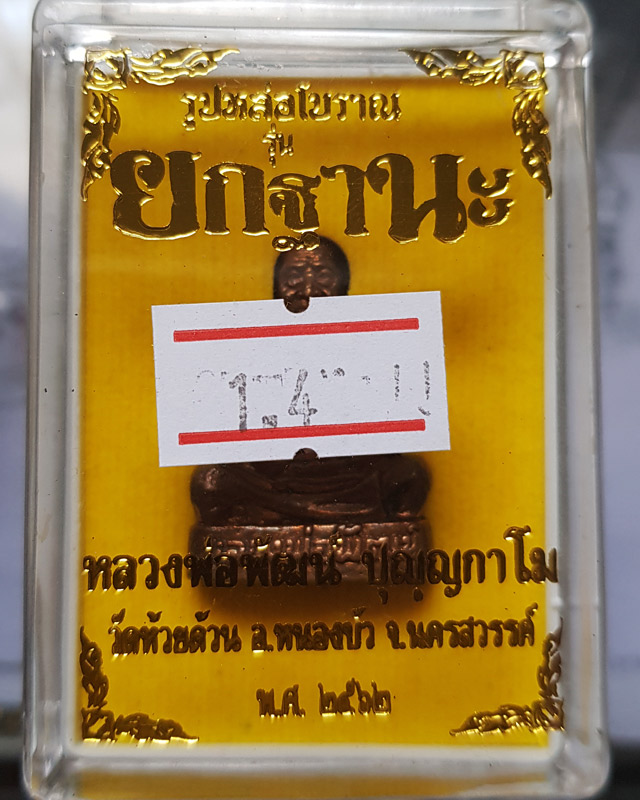 รูปหล่อโบราณ
รุ่น
ยกฐานะ
1.4
หลวงพ่อพัฒน์ ปุญญกาโม
วัดห้วยด้วน อ.หนองบัว จ.นครสวรรค์
พ.ศ. ๒๕๖๒